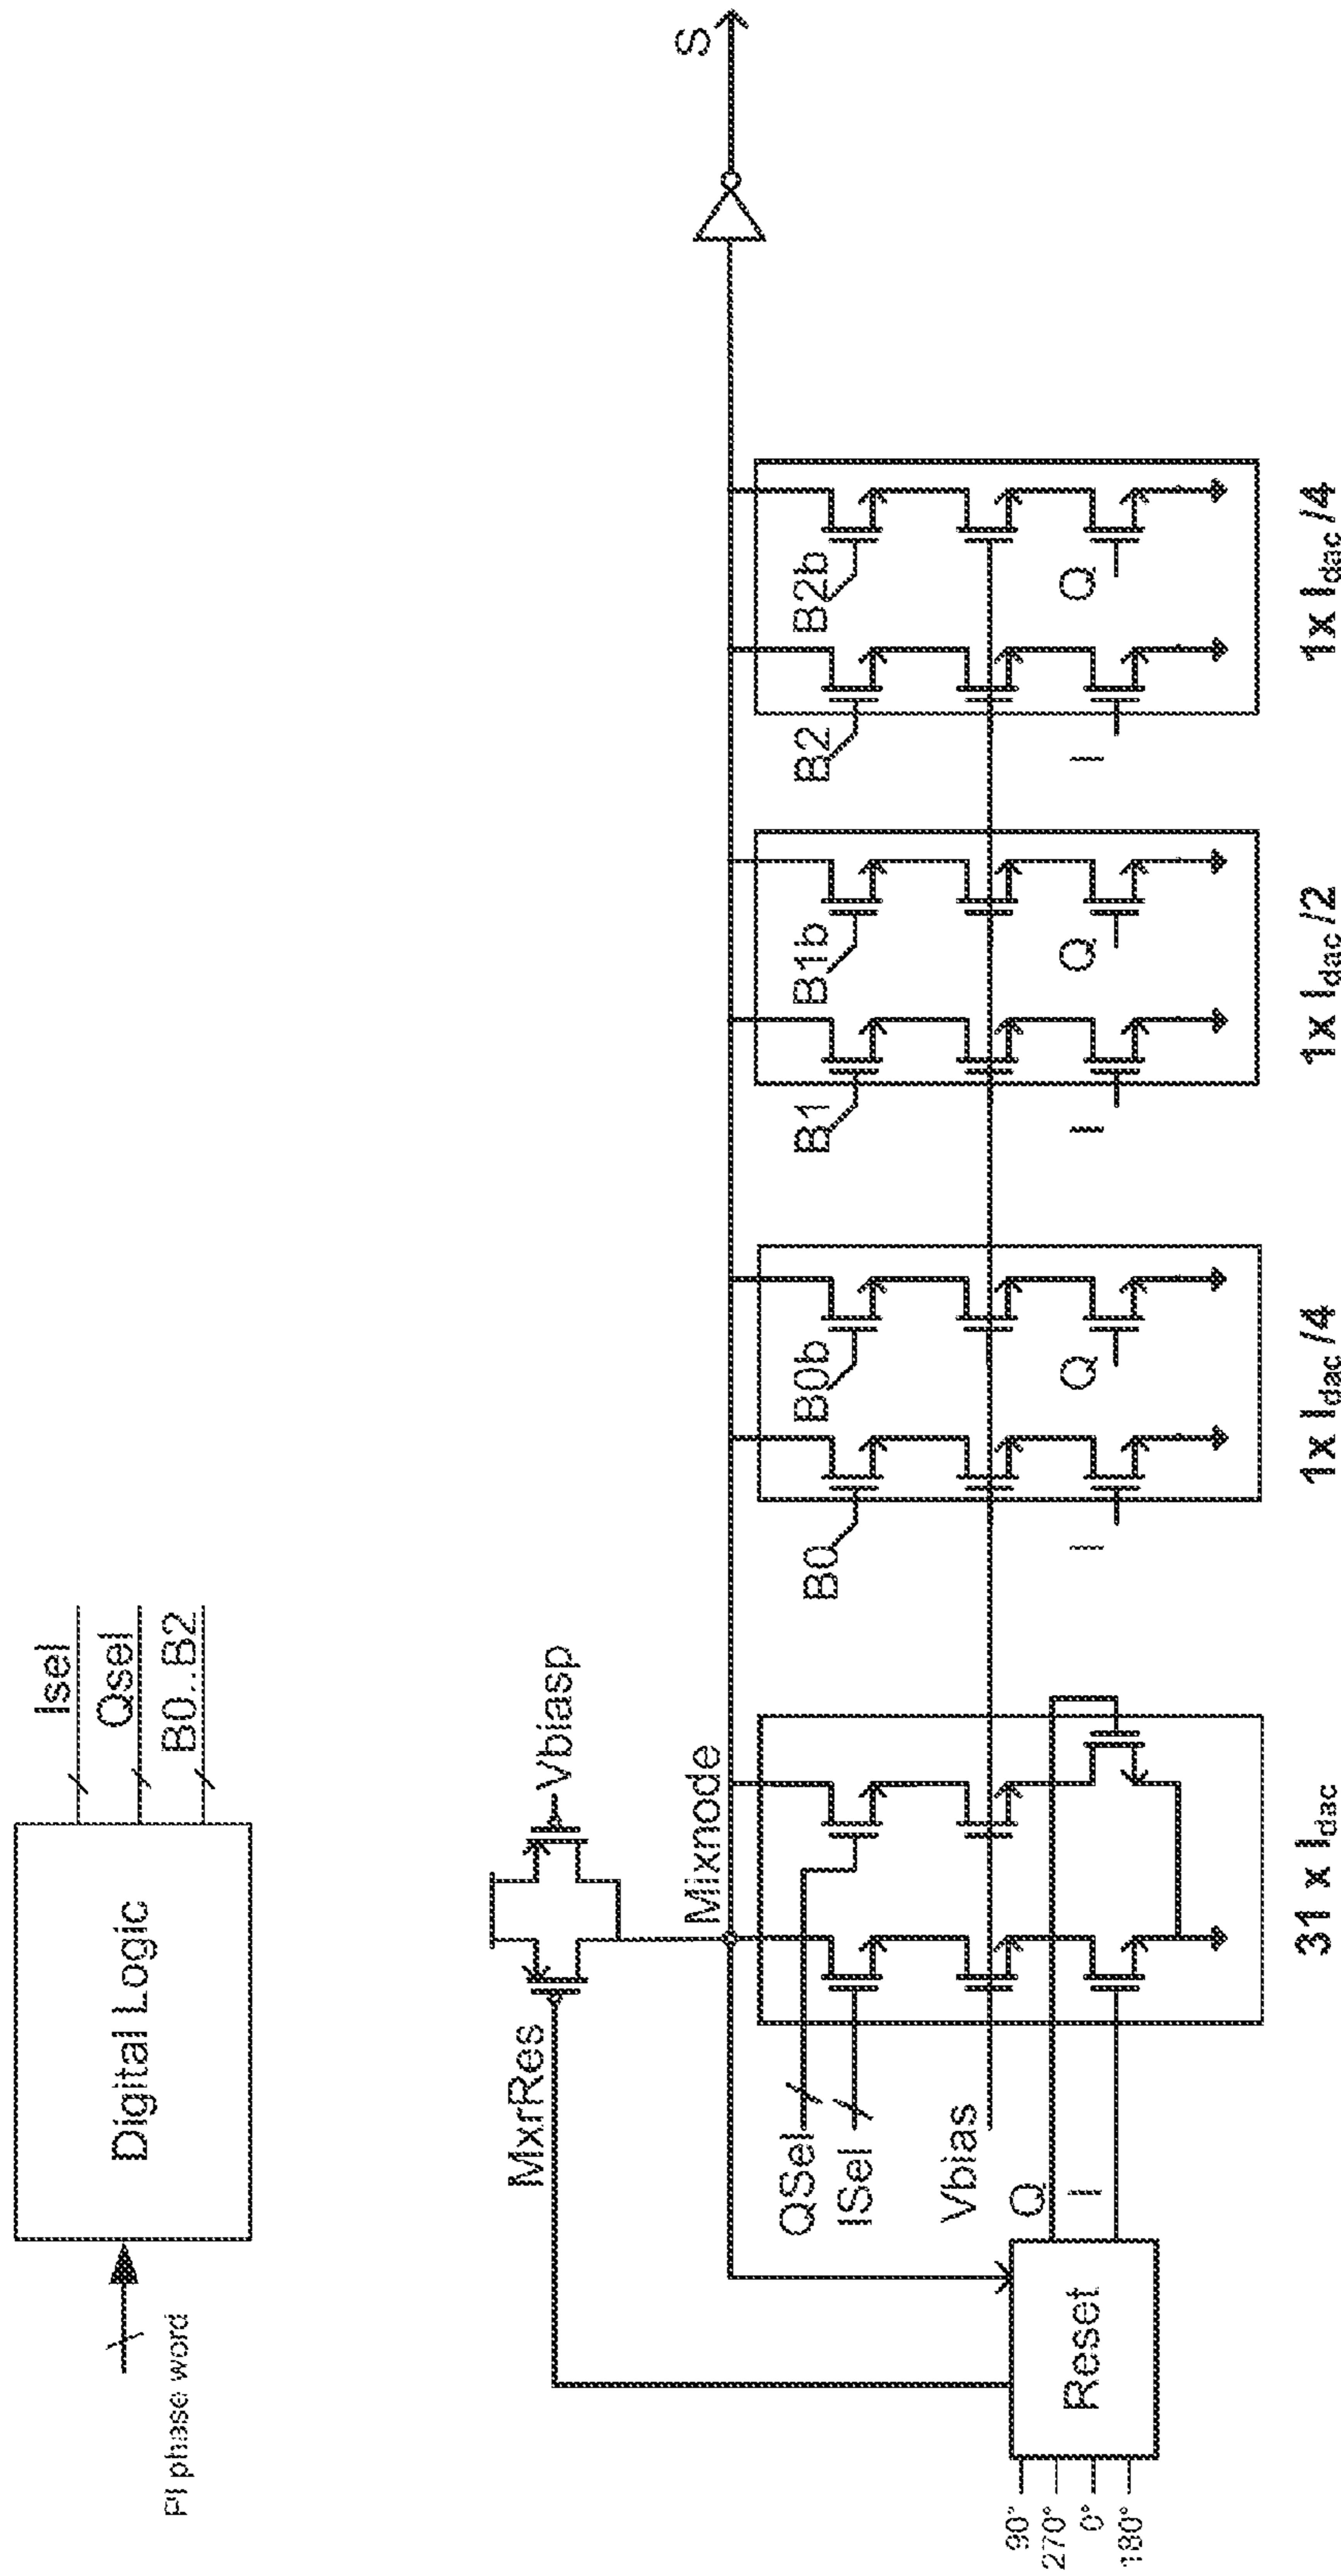 PI phase word
Digital Logic
Isel
Qsel
B0..B2
MxrRes
Vbiasp
Mixnode
S
QSel
ISel
Vbias
Q
I
Reset
90°
270°
0°
180°
B0
B0b
I
Q
B1
B1b
I
Q
B2
B2b
I
Q
31 x Idac
1x Idac /4
1x Idac /2
1x Idac /4